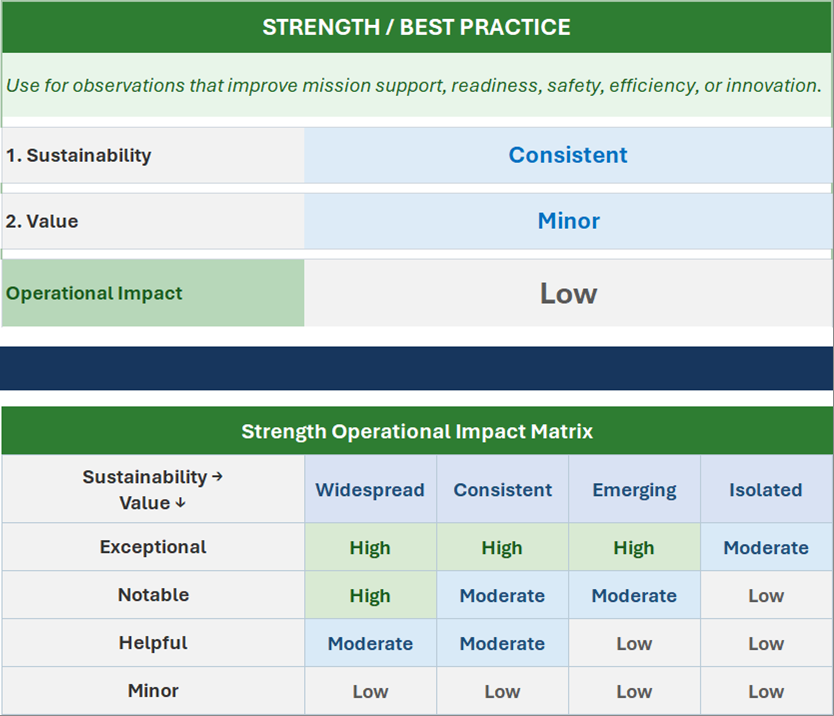 STRENGTH / BEST PRACTICE
Use for observations that improve mission support, readiness, safety, efficiency, or innovation.
1. Sustainability Consistent
2. Value Minor
Operational Impact Low
Strength Operational Impact Matrix
Sustainability →
Value ↓
Widespread Consistent Emerging Isolated
Exceptional High High High Moderate
Notable High Moderate Moderate Low
Helpful Moderate Moderate Low Low
Minor Low Low Low Low